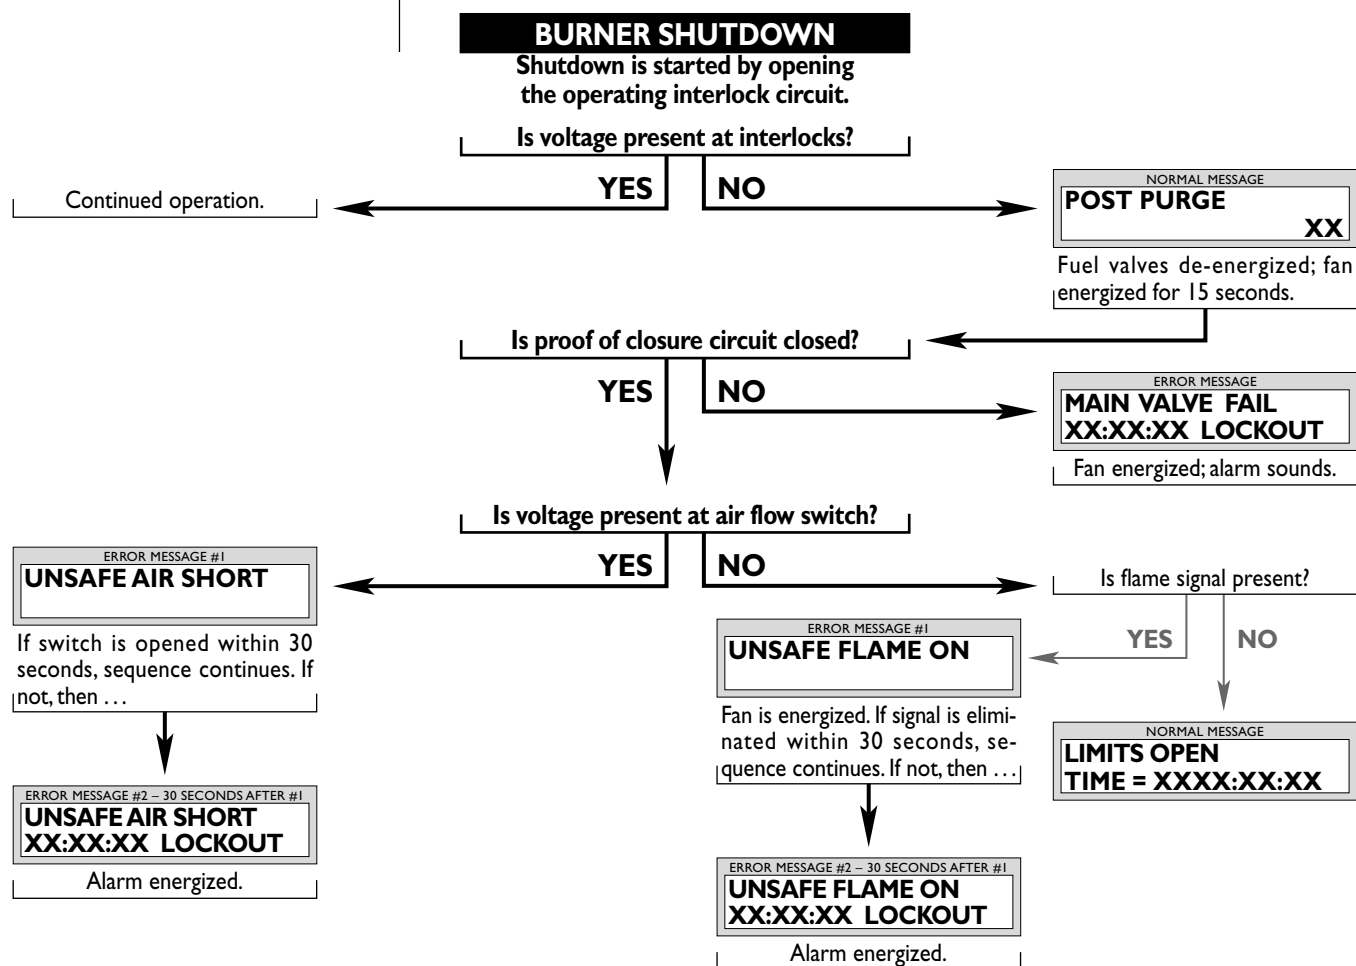 BURNER SHUTDOWN
Shutdown is started by opening
the operating interlock circuit.
Is voltage present at interlocks?
YES
NO
Continued operation.
NORMAL MESSAGE
POST PURGE
XX
Fuel valves de-energized; fan
energized for 15 seconds.
Is proof of closure circuit closed?
YES
NO
ERROR MESSAGE
MAIN VALVE FAIL
XX:XX:XX LOCKOUT
Fan energized; alarm sounds.
Is voltage present at air flow switch?
YES
NO
ERROR MESSAGE #1
UNSAFE AIR SHORT
If switch is opened within 30
seconds, sequence continues. If
not, then …
ERROR MESSAGE #2 – 30 SECONDS AFTER #1
UNSAFE AIR SHORT
XX:XX:XX LOCKOUT
Alarm energized.
Is flame signal present?
YES
NO
ERROR MESSAGE #1
UNSAFE FLAME ON
Fan is energized. If signal is elimi-
nated within 30 seconds, se-
quence continues. If not, then …
ERROR MESSAGE #2 – 30 SECONDS AFTER #1
UNSAFE FLAME ON
XX:XX:XX LOCKOUT
Alarm energized.
NORMAL MESSAGE
LIMITS OPEN
TIME = XXXX:XX:XX